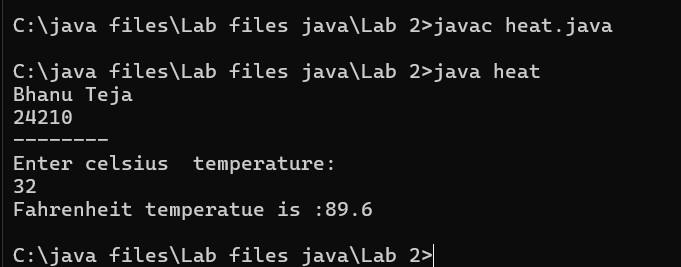 C:\java files\Lab files java\Lab 2>javac heat.java
C:\java files\Lab files java\Lab 2>java heat
Bhanu Teja
24210
--------
Enter celsius  temperature:
32
Fahrenheit temperatue is :89.6
C:\java files\Lab files java\Lab 2>